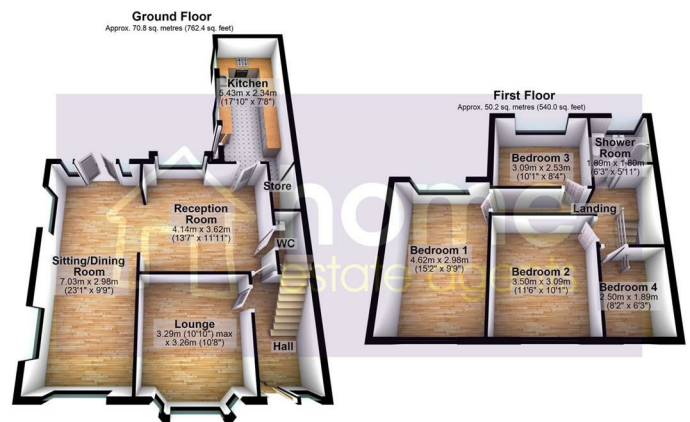 Ground Floor
Approx. 70.8 sq. metres (762.4 sq. feet)
Kitchen
5.43m x 2.34m
(17'10" x 7'8")
Store
Reception
Room
4.14m x 3.62m
(13'7" x 11'11")
WC
Sitting/Dining
Room
7.03m x 2.98m
(23'1" x 9'9")
Lounge
3.29m (10'10") max
x 3.26m (10'8")
Hall
First Floor
Approx. 50.2 sq. metres (540.0 sq. feet)
Shower
Room
1.89m x 1.80m
(6'3" x 5'11")
Bedroom 3
3.09m x 2.53m
(10'1" x 8'4")
Landing
Bedroom 1
4.62m x 2.98m
(15'2" x 9'9")
Bedroom 2
3.50m x 3.09m
(11'6" x 10'1")
Bedroom 4
2.50m x 1.89m
(8'2" x 6'3")
home
estate agents